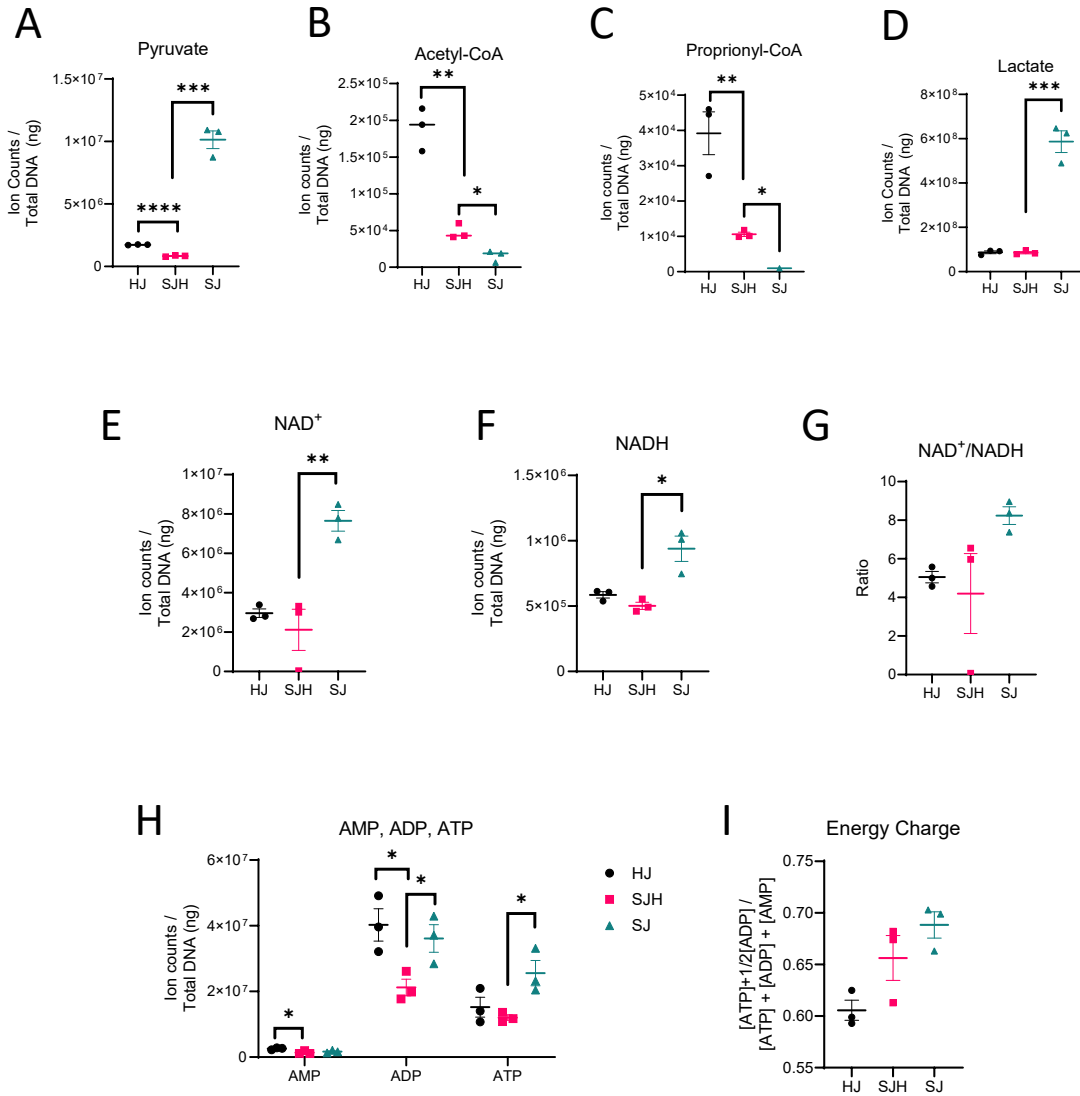 A
Pyruvate
Ion Counts /
Total DNA (ng)
1.5×10⁷
1×10⁷
5×10⁶
0
****
***
HJ SJH SJ
B
Acetyl-CoA
Ion counts /
Total DNA (ng)
2.5×10⁵
2×10⁵
1.5×10⁵
1×10⁵
5×10⁴
0
**
*
HJ SJH SJ
C
Proprionyl-CoA
Ion counts /
Total DNA (ng)
5×10⁴
4×10⁴
3×10⁴
2×10⁴
1×10⁴
0
**
*
HJ SJH SJ
D
Lactate
Ion Counts /
Total DNA (ng)
8×10⁸
6×10⁸
4×10⁸
2×10⁸
0
***
HJ SJH SJ
E
NAD⁺
Ion counts /
Total DNA (ng)
1×10⁷
8×10⁶
6×10⁶
4×10⁶
2×10⁶
0
**
HJ SJH SJ
F
NADH
Ion counts /
Total DNA (ng)
1.5×10⁶
1×10⁶
5×10⁵
0
*
HJ SJH SJ
G
NAD⁺/NADH
Ratio
10
8
6
4
2
0
HJ SJH SJ
H
AMP, ADP, ATP
Ion counts /
Total DNA (ng)
6×10⁷
4×10⁷
2×10⁷
0
*
*
*
*
AMP ADP ATP
HJ
SJH
SJ
I
Energy Charge
[ATP]+1/2[ADP] /
[ATP] + [ADP] + [AMP]
0.75
0.70
0.65
0.60
0.55
HJ SJH SJ